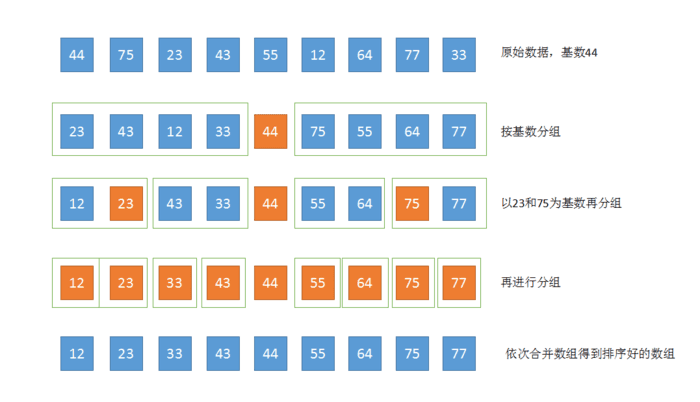 44 75 23 43 55 12 64 77 33 原始数据，基数44
23 43 12 33 44 75 55 64 77 按基数分组
12 23 43 33 44 55 64 75 77 以23和75为基数再分组
12 23 33 43 44 55 64 75 77 再进行分组
12 23 33 43 44 55 64 75 77 依次合并数组得到排序好的数组